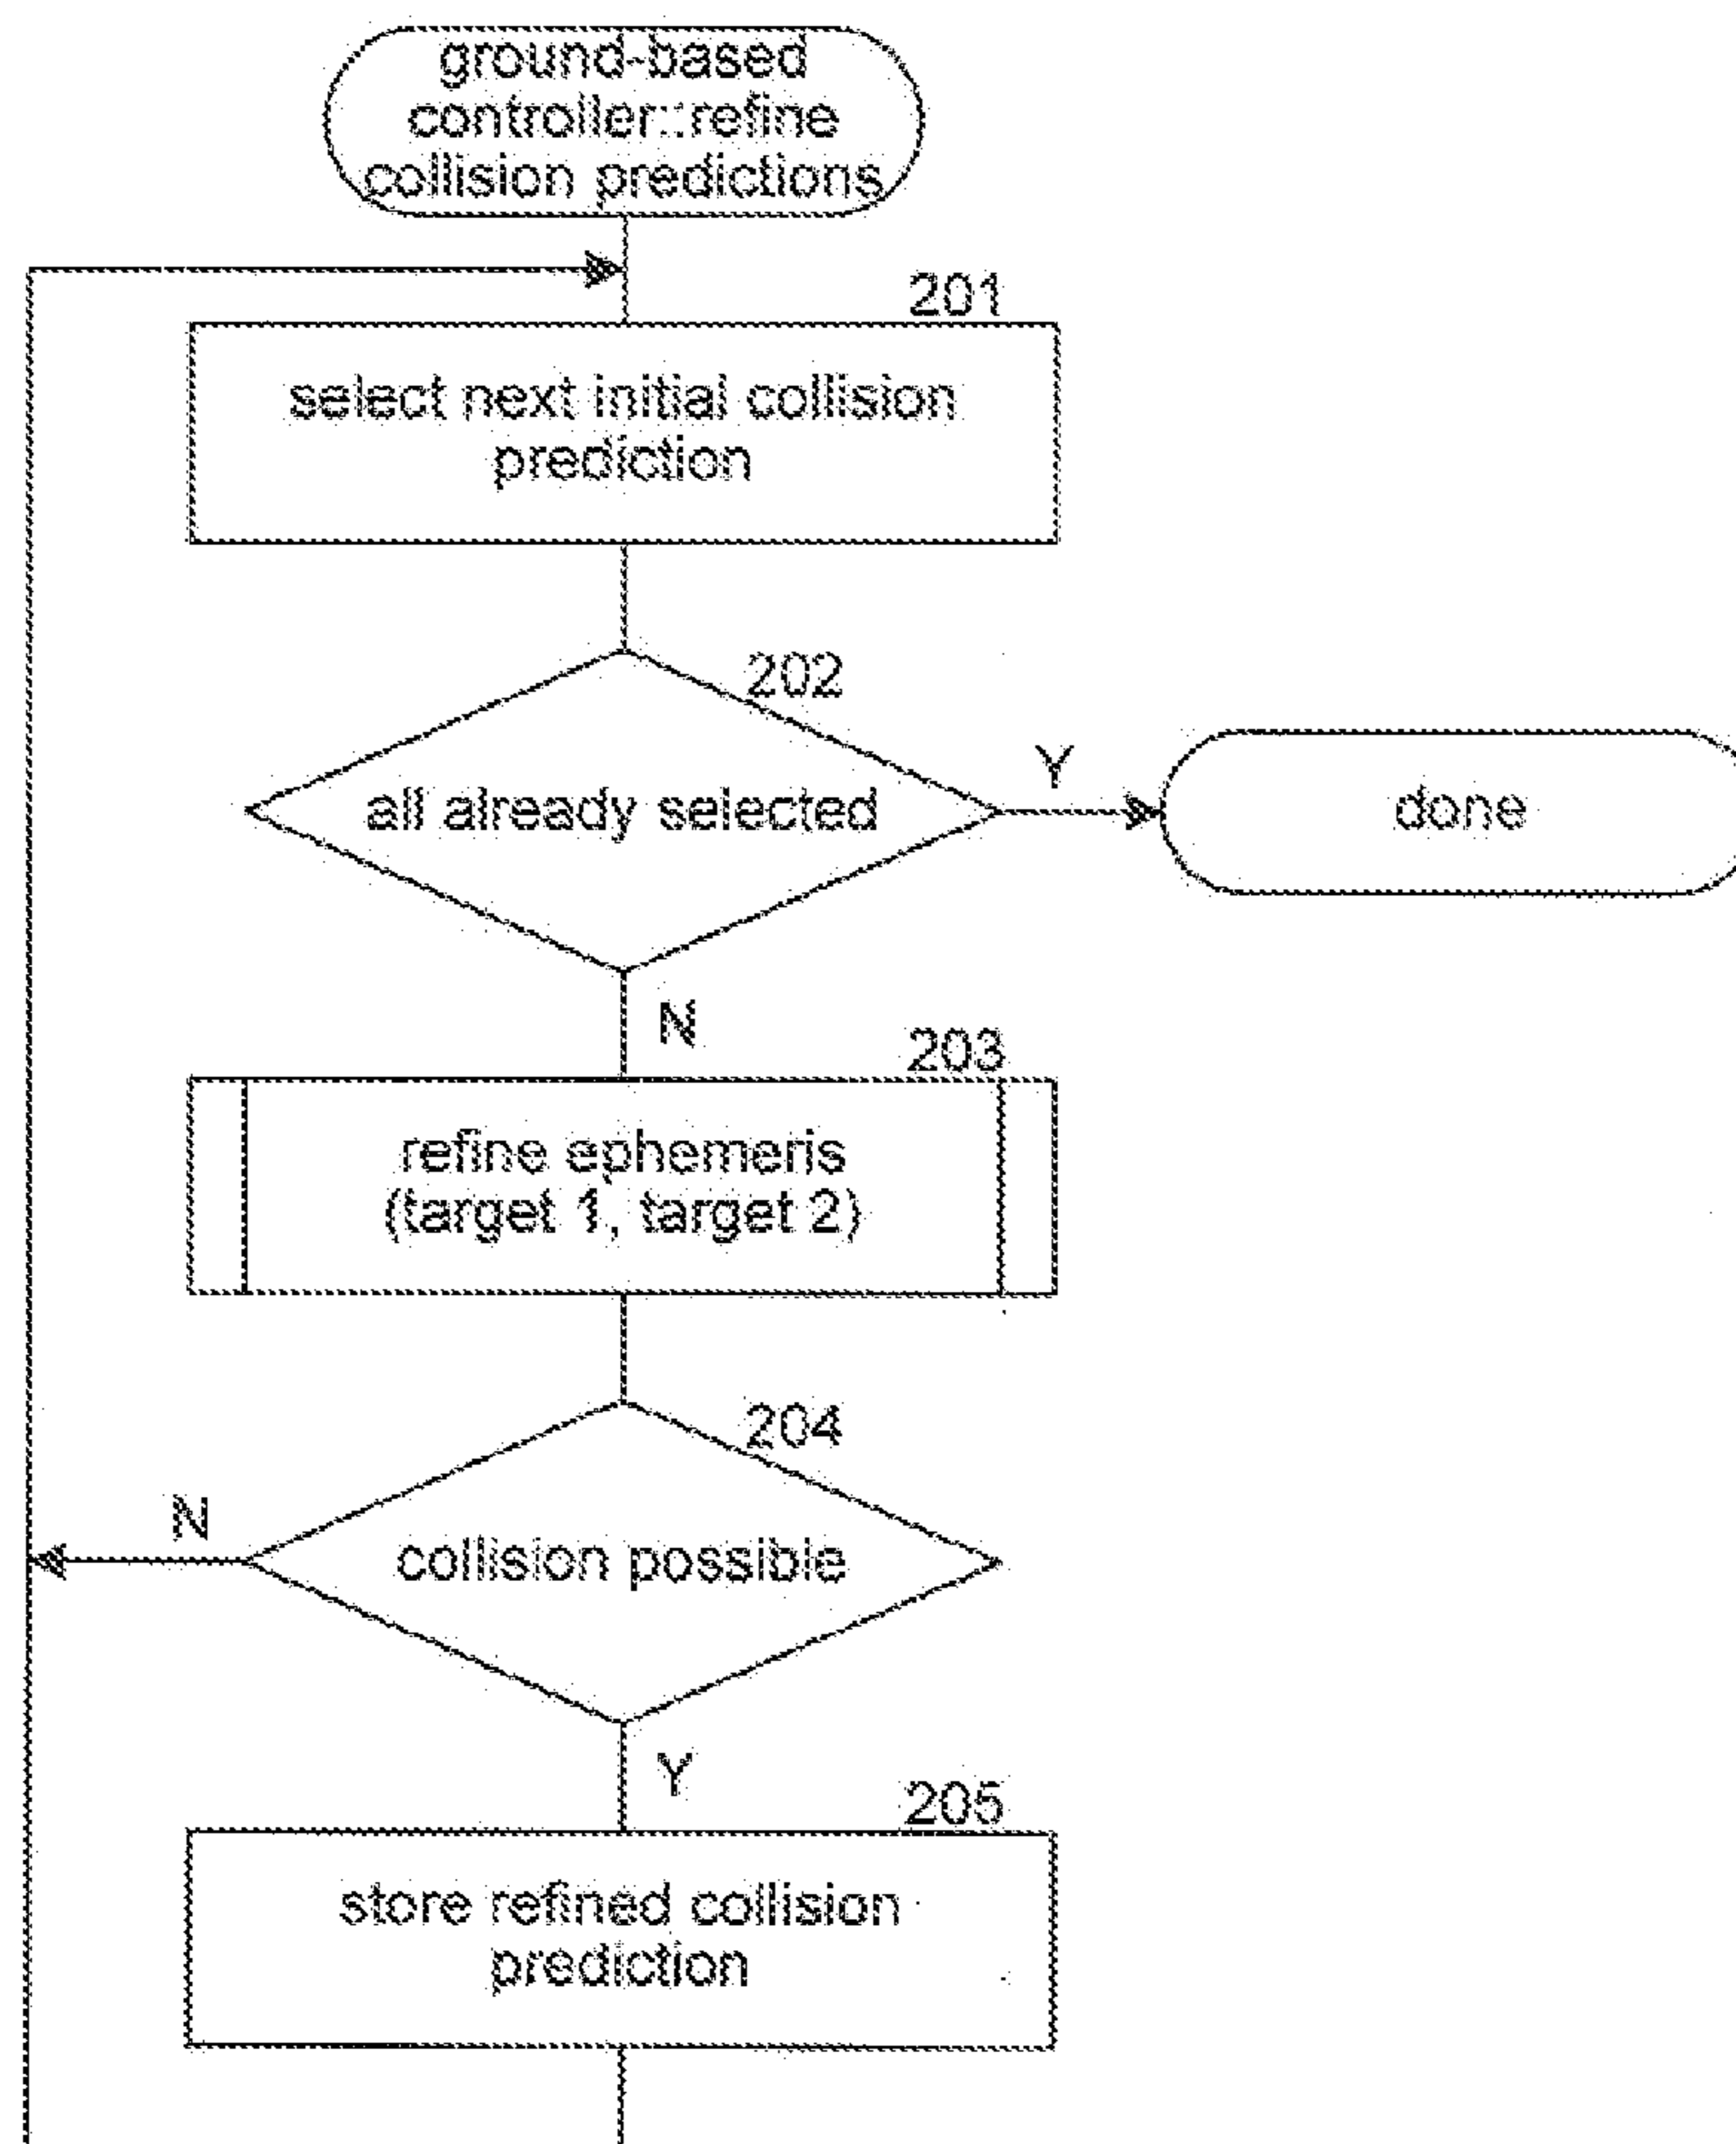 ground-based
controller::refine
collision predictions
201
select next initial collision
prediction
202
all already selected
Y
done
N
203
refine ephemeris
(target 1, target 2)
204
N
collision possible
Y
205
store refined collision
prediction